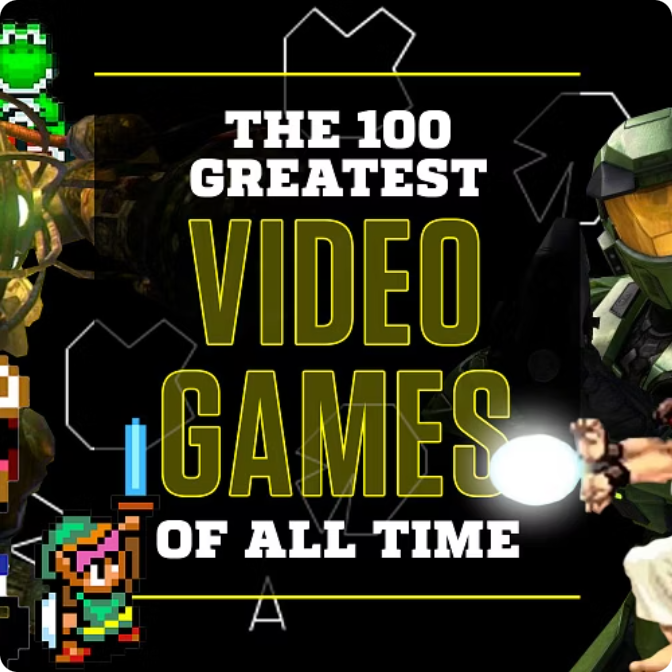 THE 100
GREATEST
VIDEO
GAMES
OF ALL TIME